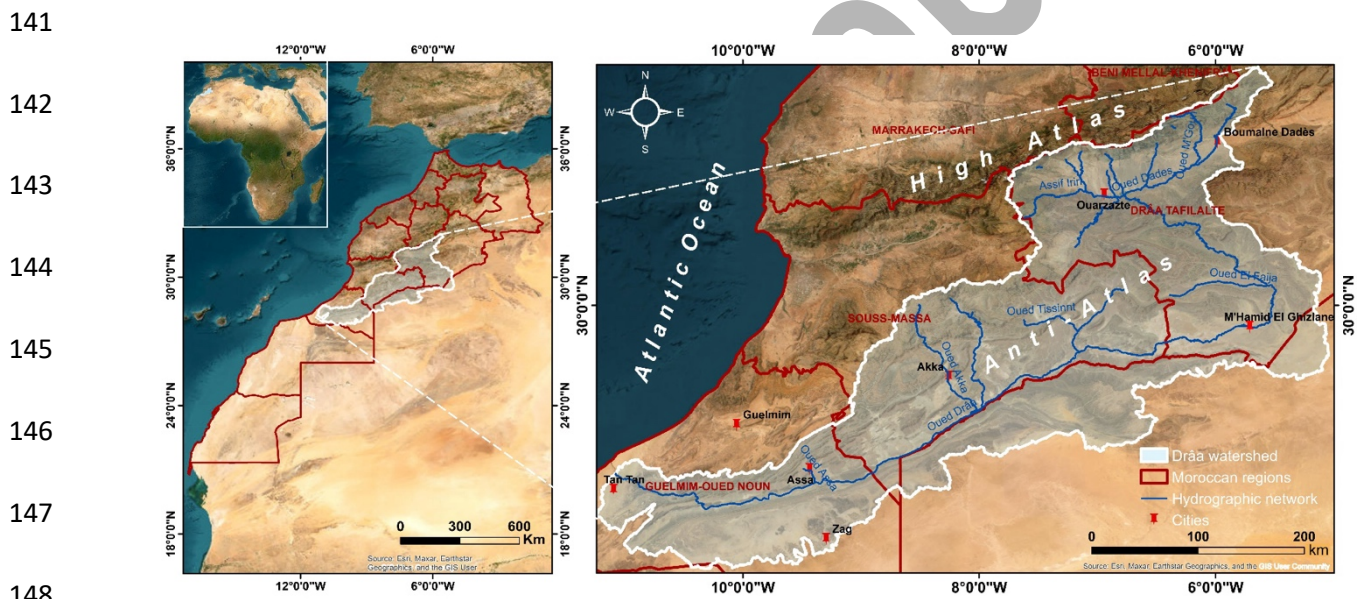 141
142
143
144
145
146
147
148
12°0'0"W 6°0'0"W
36°0'0"N
30°0'0"N
24°0'0"N
18°0'0"N
36°0'0"N
30°0'0"N
24°0'0"N
18°0'0"N
0 300 600
Km
Source: Esri, Maxar, Earthstar
Geographics, and the GIS User
12°0'0"W 6°0'0"W
10°0'0"W 8°0'0"W 6°0'0"W
N
W E
S
BENI MELLAL-KHENIFRA
MARRAKECH-SAFI
High Atlas
Atlantic Ocean
Boumalne Dadès
Oued M'Goun
Assif Iriri
Oued Dadès
Ouarzazte
DRÂA TAFILALTE
30°0'0"N
30°0'0"N
Oued El Faija
Oued Tissinnt
SOUSS-MASSA
M'Hamid El Ghizlane
Anti-Atlas
Akka
Oued Akka
Oued Drâa
Guelmim
Oued Assa
Assa
Tan Tan
GUELMIM-OUED NOUN
Zag
Drâa watershed
Moroccan regions
Hydrographic network
Cities
0 100 200
km
Source: Esri, Maxar, Earthstar Geographics, and the GIS User Community
10°0'0"W 8°0'0"W 6°0'0"W